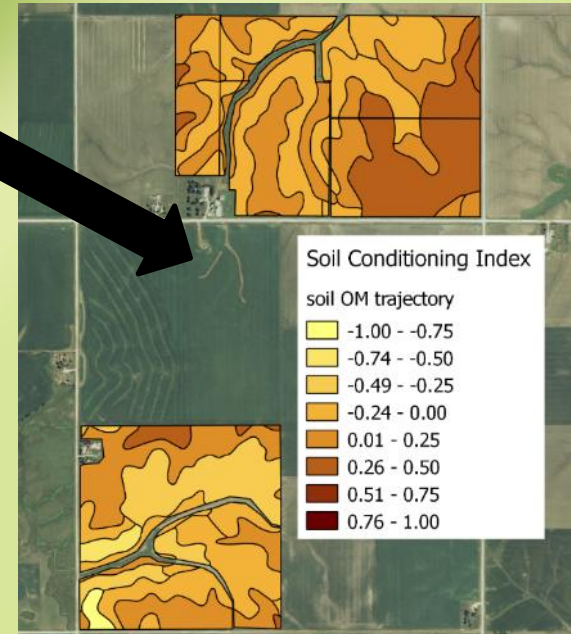 Soil Conditioning Index
soil OM trajectory
-1.00 - -0.75
-0.74 - -0.50
-0.49 - -0.25
-0.24 - 0.00
0.01 - 0.25
0.26 - 0.50
0.51 - 0.75
0.76 - 1.00